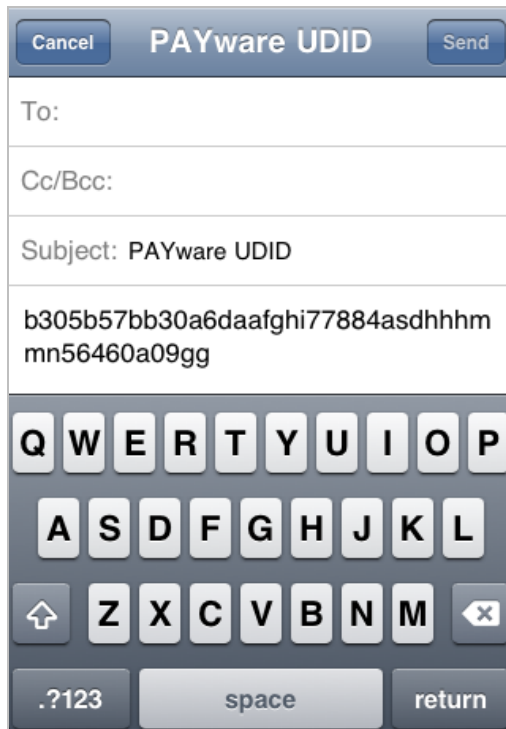 Cancel PAYware UDID Send
To:
Cc/Bcc:
Subject: PAYware UDID
b305b57bb30a6daafghi77884asdhhhm
mn56460a09gg
Q W E R T Y U I O P
A S D F G H J K L
Z X C V B N M
.?123 space return